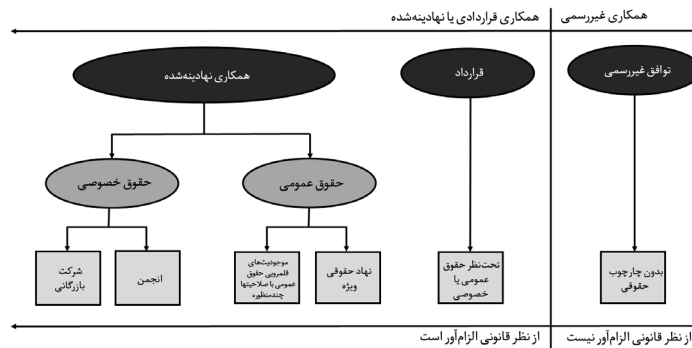 همکاری غیررسمی
همکاری قراردادی یا نهادینه‌شده
توافق غیررسمی
قرارداد
همکاری نهادینه‌شده
حقوق عمومی
حقوق خصوصی
بدون چارچوب
حقوقی
تحت‌نظر حقوق
عمومی یا
خصوصی
نهاد حقوقی
ویژه
موجودیت‌های
قلمرویی حقوق
عمومی با صلاحیتها
چندمنظوره
انجمن
شرکت
بازرگانی
از نظر قانونی الزام‌آور نیست
از نظر قانونی الزام‌آور است